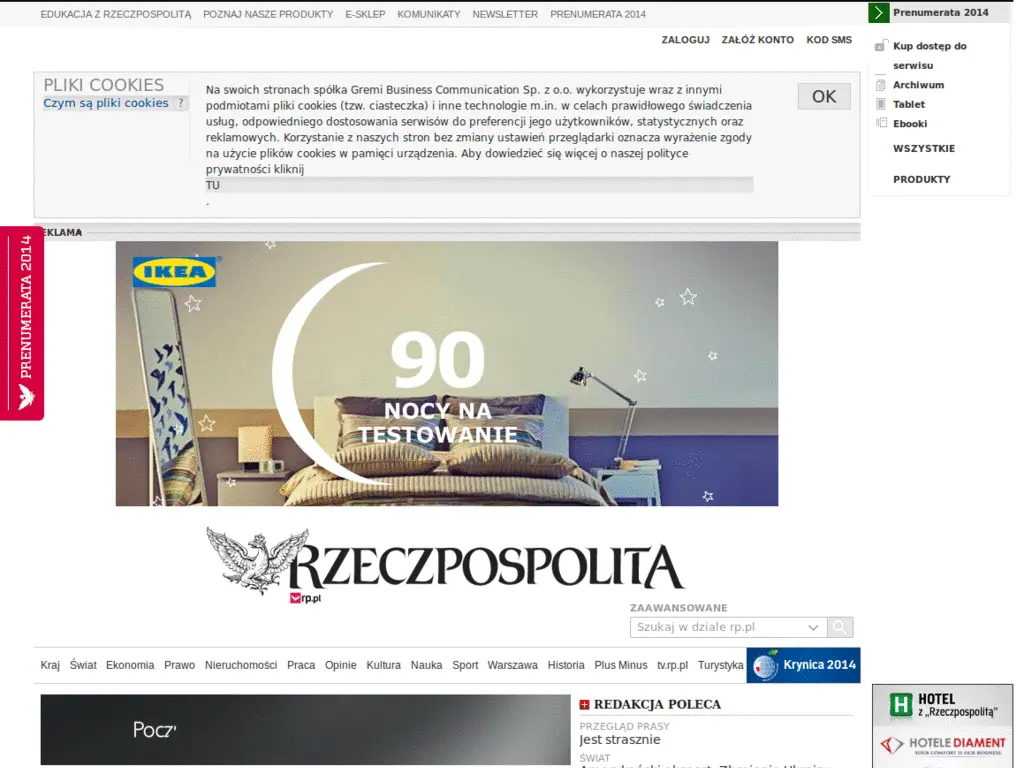 EDUKACJA Z RZECZPOSPOLITĄ POZNAJ NASZE PRODUKTY E-SKLEP KOMUNIKATY NEWSLETTER PRENUMERATA 2014
Prenumerata 2014
ZALOGUJ ZAŁÓŻ KONTO KOD SMS
Kup dostęp do
serwisu
Archiwum
Tablet
Ebooki
WSZYSTKIE
PRODUKTY
PLIKI COOKIES
Czym są pliki cookies ?
Na swoich stronach spółka Gremi Business Communication Sp. z o.o. wykorzystuje wraz z innymi
podmiotami pliki cookies (tzw. ciasteczka) i inne technologie m.in. w celach prawidłowego świadczenia
usług, odpowiedniego dostosowania serwisów do preferencji jego użytkowników, statystycznych oraz
reklamowych. Korzystanie z naszych stron bez zmiany ustawień przeglądarki oznacza wyrażenie zgody
na użycie plików cookies w pamięci urządzenia. Aby dowiedzieć się więcej o naszej polityce
prywatności kliknij
TU
.
OK
EKLAMA
PRENUMERATA 2014
IKEA
90
NOCY NA
TESTOWANIE
RZECZPOSPOLITA
rp.pl
ZAAWANSOWANE
Szukaj w dziale rp.pl
Kraj Świat Ekonomia Prawo Nieruchomości Praca Opinie Kultura Nauka Sport Warszawa Historia Plus Minus tv.rp.pl Turystyka Krynica 2014
REDAKCJA POLECA
PRZEGLĄD PRASY
Jest strasznie
ŚWIAT
H HOTEL
z „Rzeczpospolitą"
HOTELE DIAMENT
YOUR COMFORT IS OUR BUSINESS